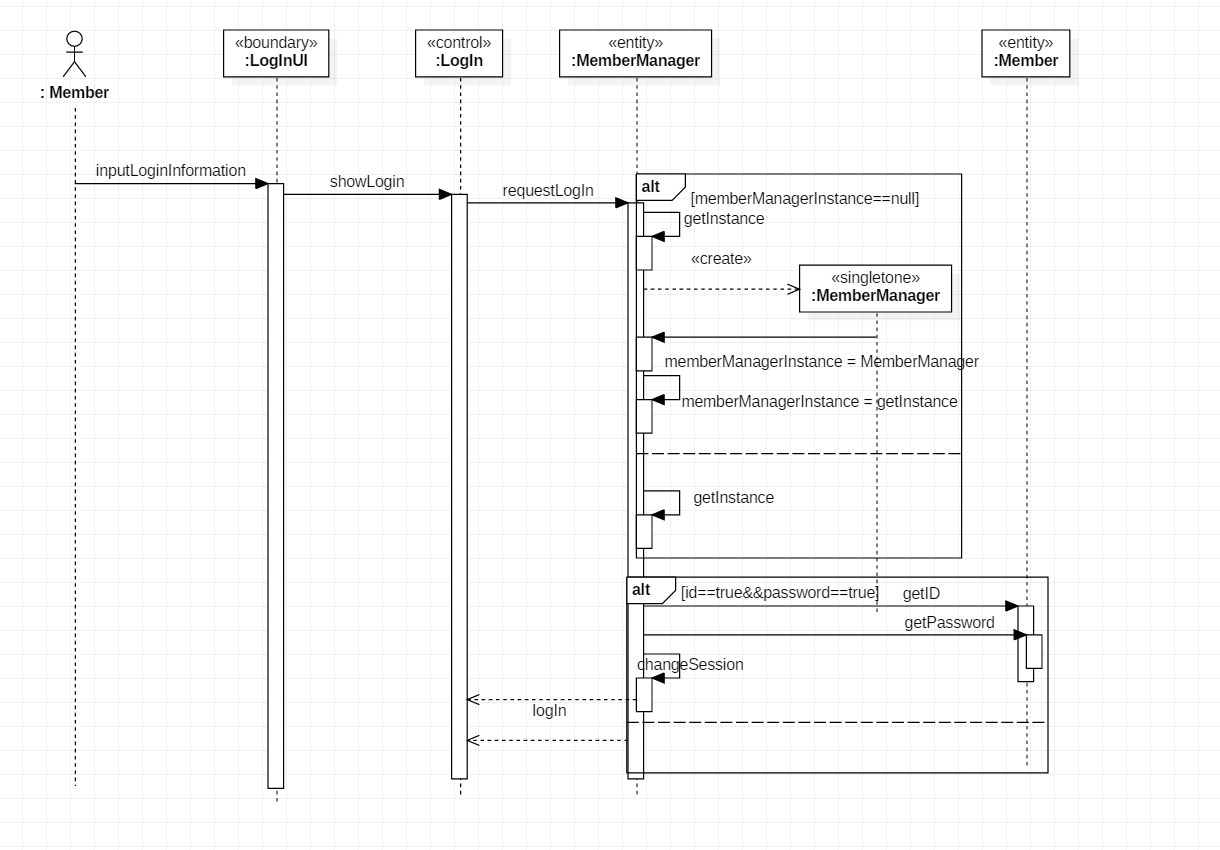 : Member
«boundary»
:LogInUI
«control»
:LogIn
«entity»
:MemberManager
«entity»
:Member
inputLoginInformation
showLogin
requestLogIn
alt
[memberManagerInstance==null]
getInstance
«create»
«singletone»
:MemberManager
memberManagerInstance = MemberManager
memberManagerInstance = getInstance
getInstance
alt
[id==true&&password==true]
getID
getPassword
changeSession
logIn